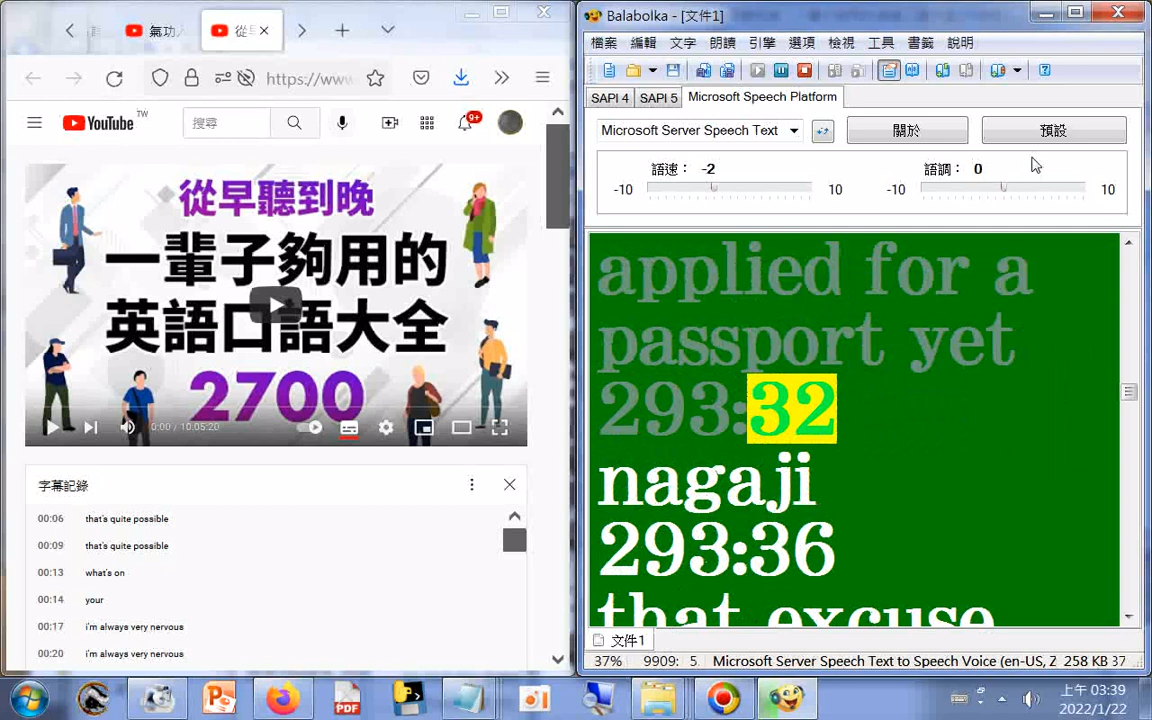 氣功
從
https://www
YouTube TW
搜尋
9+
從早聽到晚
一輩子夠用的
英語口語大全
2700
0:00 / 10:05:20
字幕記錄
00:06 that's quite possible
00:09 that's quite possible
00:13 what's on
00:14 your
00:17 i'm always very nervous
00:20 i'm always very nervous
Balabolka - [文件1]
檔案 編輯 文字 朗讀 引擎 選項 檢視 工具 書籤 說明
SAPI 4 SAPI 5 Microsoft Speech Platform
Microsoft Server Speech Text 關於 預設
語速： -2 語調： 0
-10 10 -10 10
applied for a
passport yet
293:32
nagaji
293:36
that excuse
文件1
37% 9909: 5 Microsoft Server Speech Text to Speech Voice (en-US, Z 258 KB 37
上午 03:39
2022/1/22